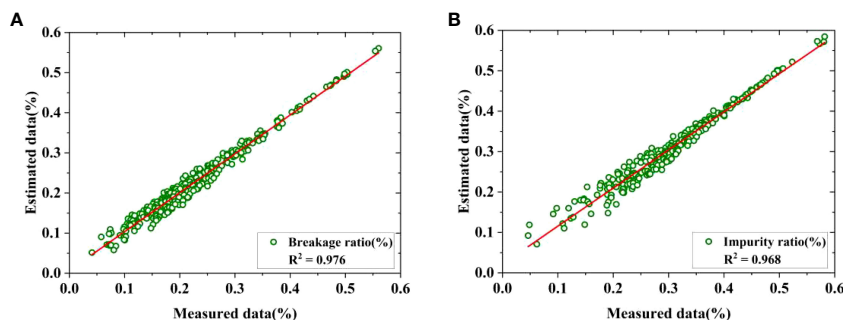 A
0.6
0.5
0.4
0.3
0.2
0.1
0.0
Estimated data(%)
Breakage ratio(%)
R² = 0.976
0.0 0.1 0.2 0.3 0.4 0.5 0.6
Measured data(%)
B
0.6
0.5
0.4
0.3
0.2
0.1
0.0
Estimated data(%)
Impurity ratio(%)
R² = 0.968
0.0 0.1 0.2 0.3 0.4 0.5 0.6
Measured data(%)